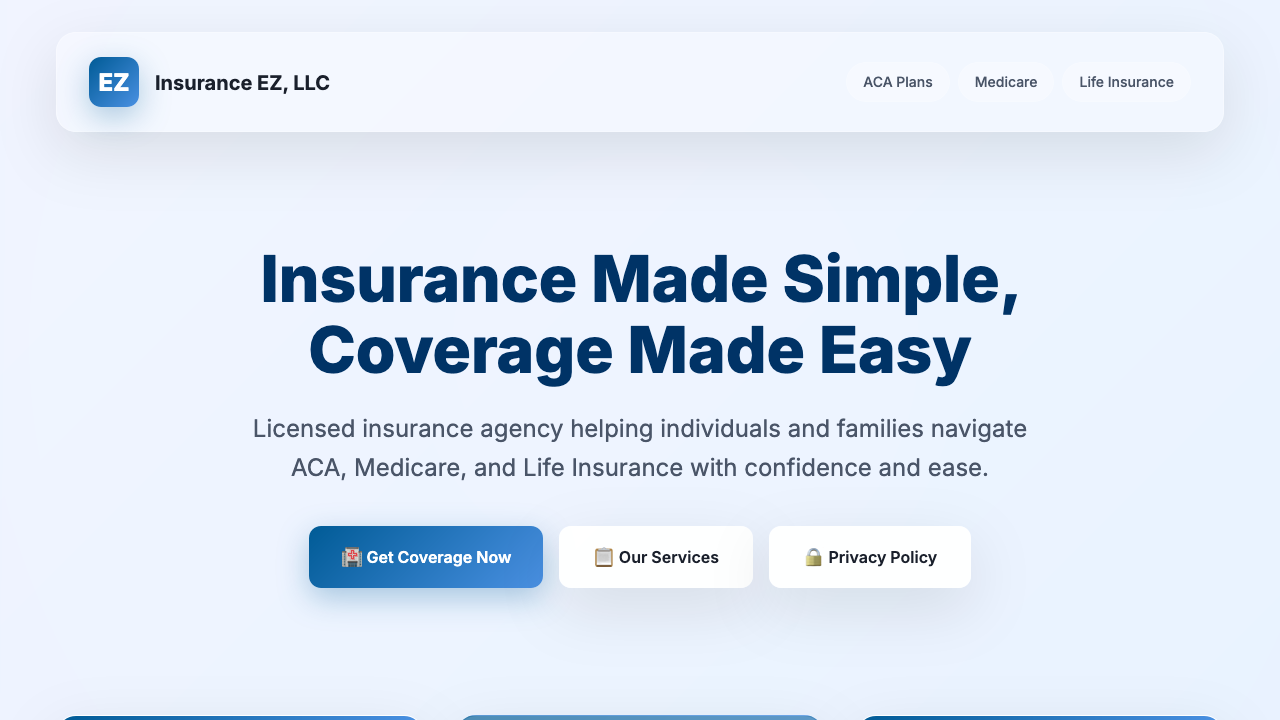 EZ
Insurance EZ, LLC
ACA Plans
Medicare
Life Insurance
Insurance Made Simple,
Coverage Made Easy
Licensed insurance agency helping individuals and families navigate
ACA, Medicare, and Life Insurance with confidence and ease.
🏥 Get Coverage Now
📋 Our Services
🔒 Privacy Policy